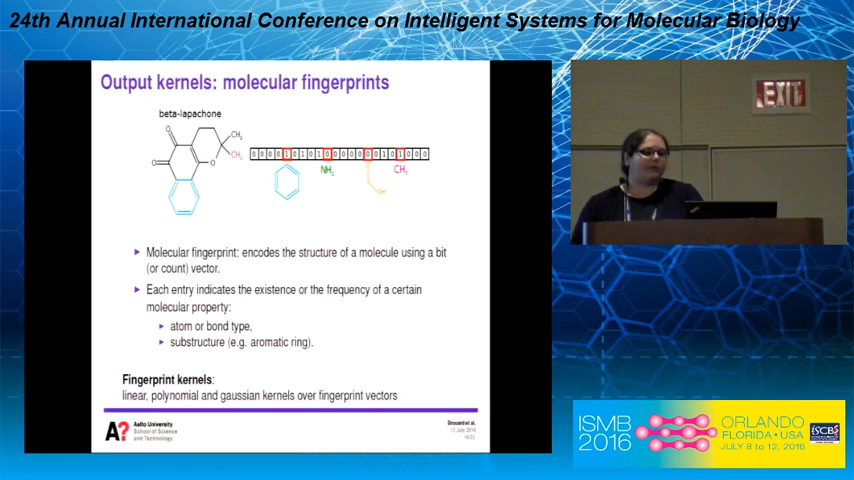 24th Annual International Conference on Intelligent Systems for Molecular Biology
Output kernels: molecular fingerprints
beta-lapachone
O
CH3
O
O
CH3
NH2
OH
CH3
Molecular fingerprint: encodes the structure of a molecule using a bit
(or count) vector.
Each entry indicates the existence or the frequency of a certain
molecular property:
atom or bond type,
substructure (e.g. aromatic ring).
Fingerprint kernels:
linear, polynomial and gaussian kernels over fingerprint vectors
A?
Aalto University
School of Science
and Technology
Brouard et al.
12 July 2016
EXIT
ISMB
2016
ORLANDO
FLORIDA • USA
JULY 8 to 12, 2016
ISCB